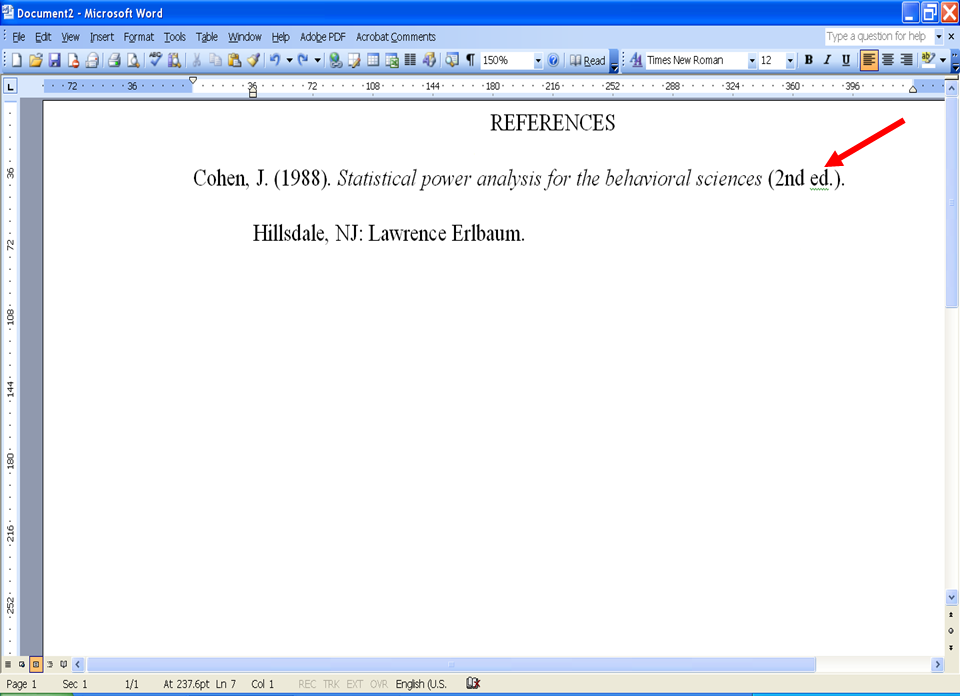 Document2 - Microsoft Word
File Edit View Insert Format Tools Table Window Help Adobe PDF Acrobat Comments Type a question for help
150% Read Times New Roman 12 B I U
L 72 36 36 72 108 144 180 216 252 288 324 360 396
REFERENCES
36
Cohen, J. (1988). Statistical power analysis for the behavioral sciences (2nd ed.).
72
Hillsdale, NJ: Lawrence Erlbaum.
108
144
180
216
252
Page 1 Sec 1 1/1 At 237.6pt Ln 7 Col 1 REC TRK EXT OVR English (U.S.